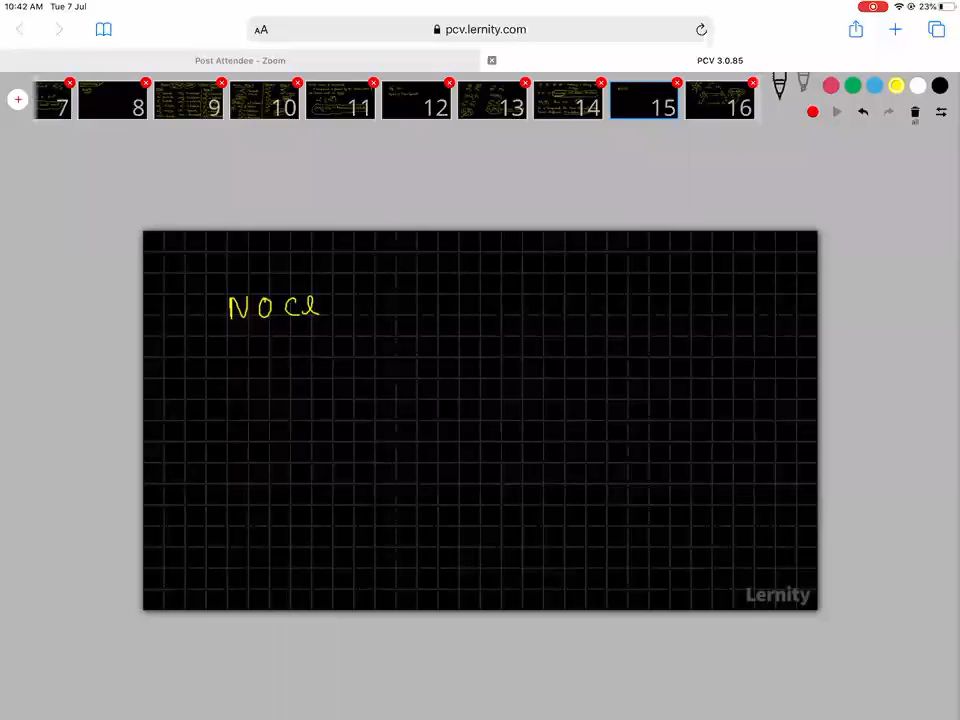 10:42 AM Tue 7 Jul 23%
AA pcv.lernity.com
Post Attendee - Zoom PCV 3.0.85
7 8 9 10 11 12 13 14 15 16
all
NOCl
Lernity